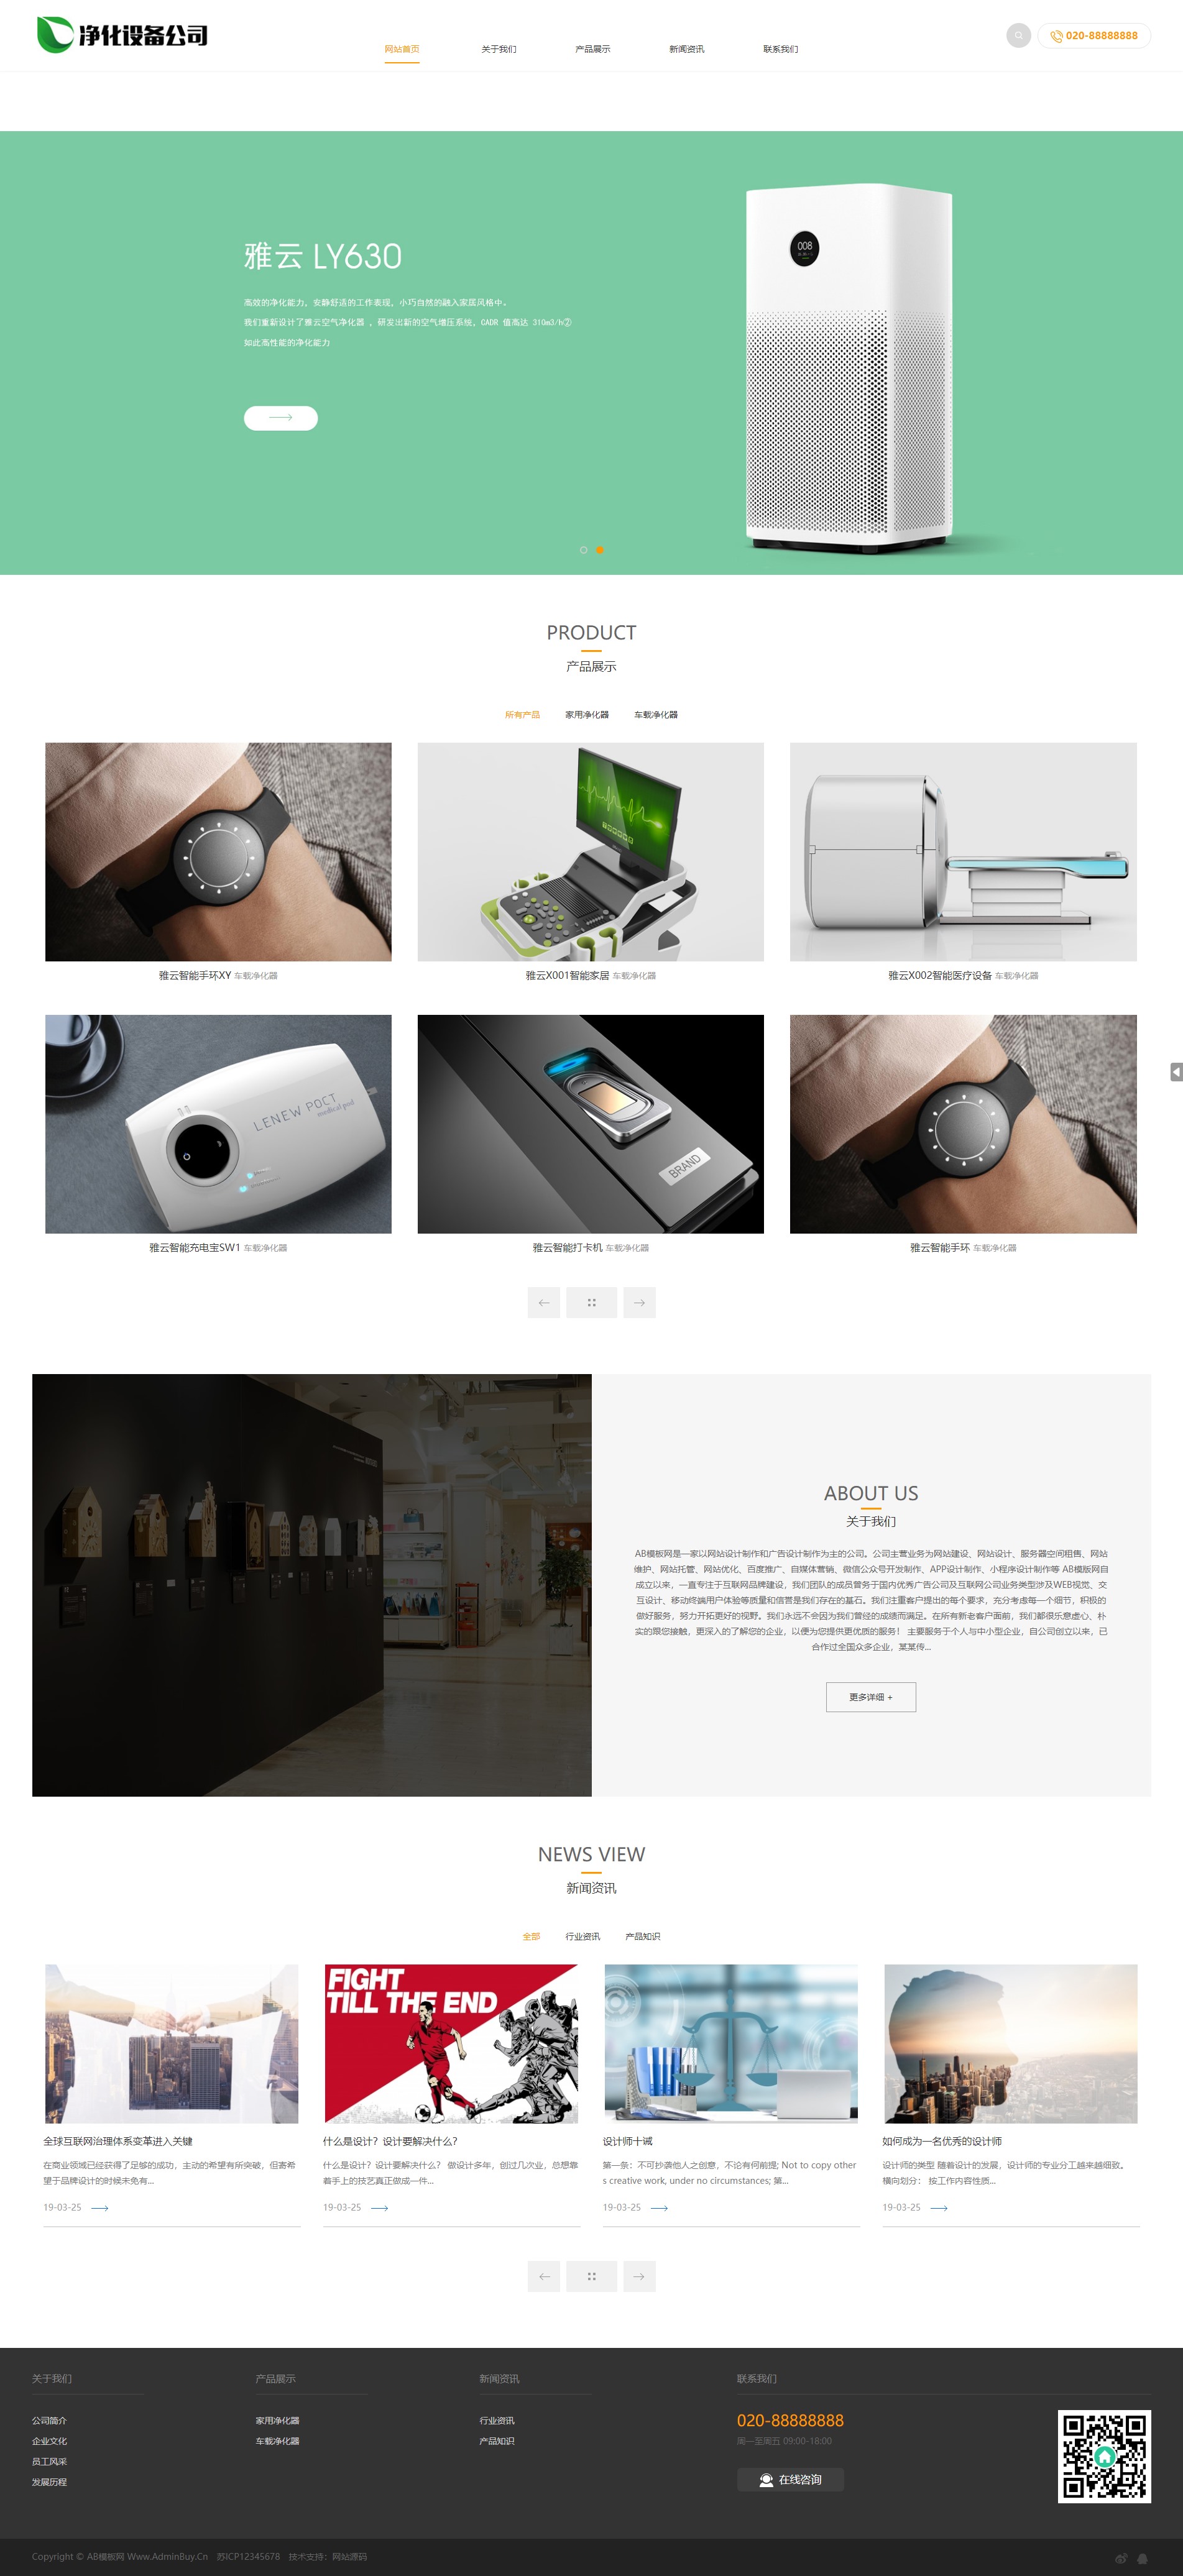 净化设备公司
网站首页
关于我们
产品展示
新闻资讯
联系我们
020-88888888
雅云 LY630
高效的净化能力，安静舒适的工作表现，小巧自然的融入家居风格中。
我们重新设计了雅云空气净化器 ，研发出新的空气增压系统，CADR 值高达 310m3/h②
如此高性能的净化能力
008
PRODUCT
产品展示
所有产品 家用净化器 车载净化器
雅云智能手环XY 车载净化器
雅云X001智能家居 车载净化器
雅云X002智能医疗设备 车载净化器
LENEW POCT
medical pod
BRAND
雅云智能充电宝SW1 车载净化器
雅云智能打卡机 车载净化器
雅云智能手环 车载净化器
ABOUT US
关于我们
AB模板网是一家以网站设计制作和广告设计制作为主的公司。公司主营业务为网站建设、网站设计、服务器空间租售、网站
维护、网站托管、网站优化、百度推广、自媒体营销、微信公众号开发制作、APP设计制作、小程序设计制作等 AB模版网自
成立以来，一直专注于互联网品牌建设，我们团队的成员曾务于国内优秀广告公司及互联网公司业务类型涉及WEB视觉、交
互设计、移动终端用户体验等质量和信誉是我们存在的基石。我们注重客户提出的每个要求，充分考虑每一个细节，积极的
做好服务，努力开拓更好的视野。我们永远不会因为我们曾经的成绩而满足。在所有新老客户面前，我们都很乐意虚心、朴
实的跟您接触，更深入的了解您的企业，以便为您提供更优质的服务！ 主要服务于个人与中小型企业，自公司创立以来，已
合作过全国众多企业，某某传...
更多详细 +
NEWS VIEW
新闻资讯
全部 行业资讯 产品知识
FIGHT
TILL THE END
全球互联网治理体系变革进入关键
在商业领域已经获得了足够的成功，主动的希望有所突破，但寄希
望于品牌设计的时候未免有...
19-03-25
什么是设计？设计要解决什么？
什么是设计？设计要解决什么？ 做设计多年，创过几次业，总想靠
着手上的技艺真正做成一件...
19-03-25
设计师十诫
第一条：不可抄袭他人之创意，不论有何前提; Not to copy other
s creative work, under no circumstances; 第...
19-03-25
如何成为一名优秀的设计师
设计师的类型 随着设计的发展，设计师的专业分工越来越细致。
横向划分： 按工作内容性质...
19-03-25
关于我们
公司简介
企业文化
员工风采
发展历程
产品展示
家用净化器
车载净化器
新闻资讯
行业资讯
产品知识
联系我们
020-88888888
周一至周五 09:00-18:00
在线咨询
Copyright © AB模板网 Www.AdminBuy.Cn 苏ICP12345678 技术支持：网站源码